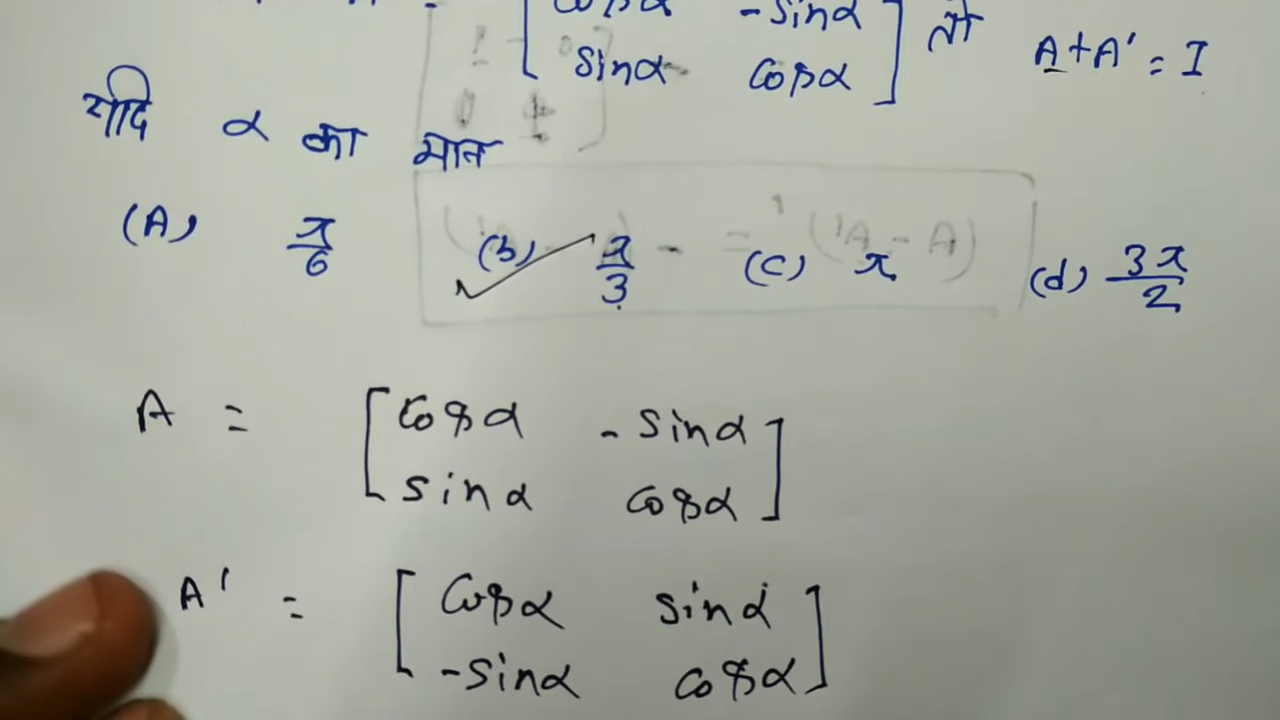 [cosα -sinα
sinα cosα] तो A+A' = I
यदि α का मान
(A) π/6 (b) π/3 (c) π (d) 3π/2
A = [cosα -sinα
sinα cosα]
A' = [cosα sinα
-sinα cosα]